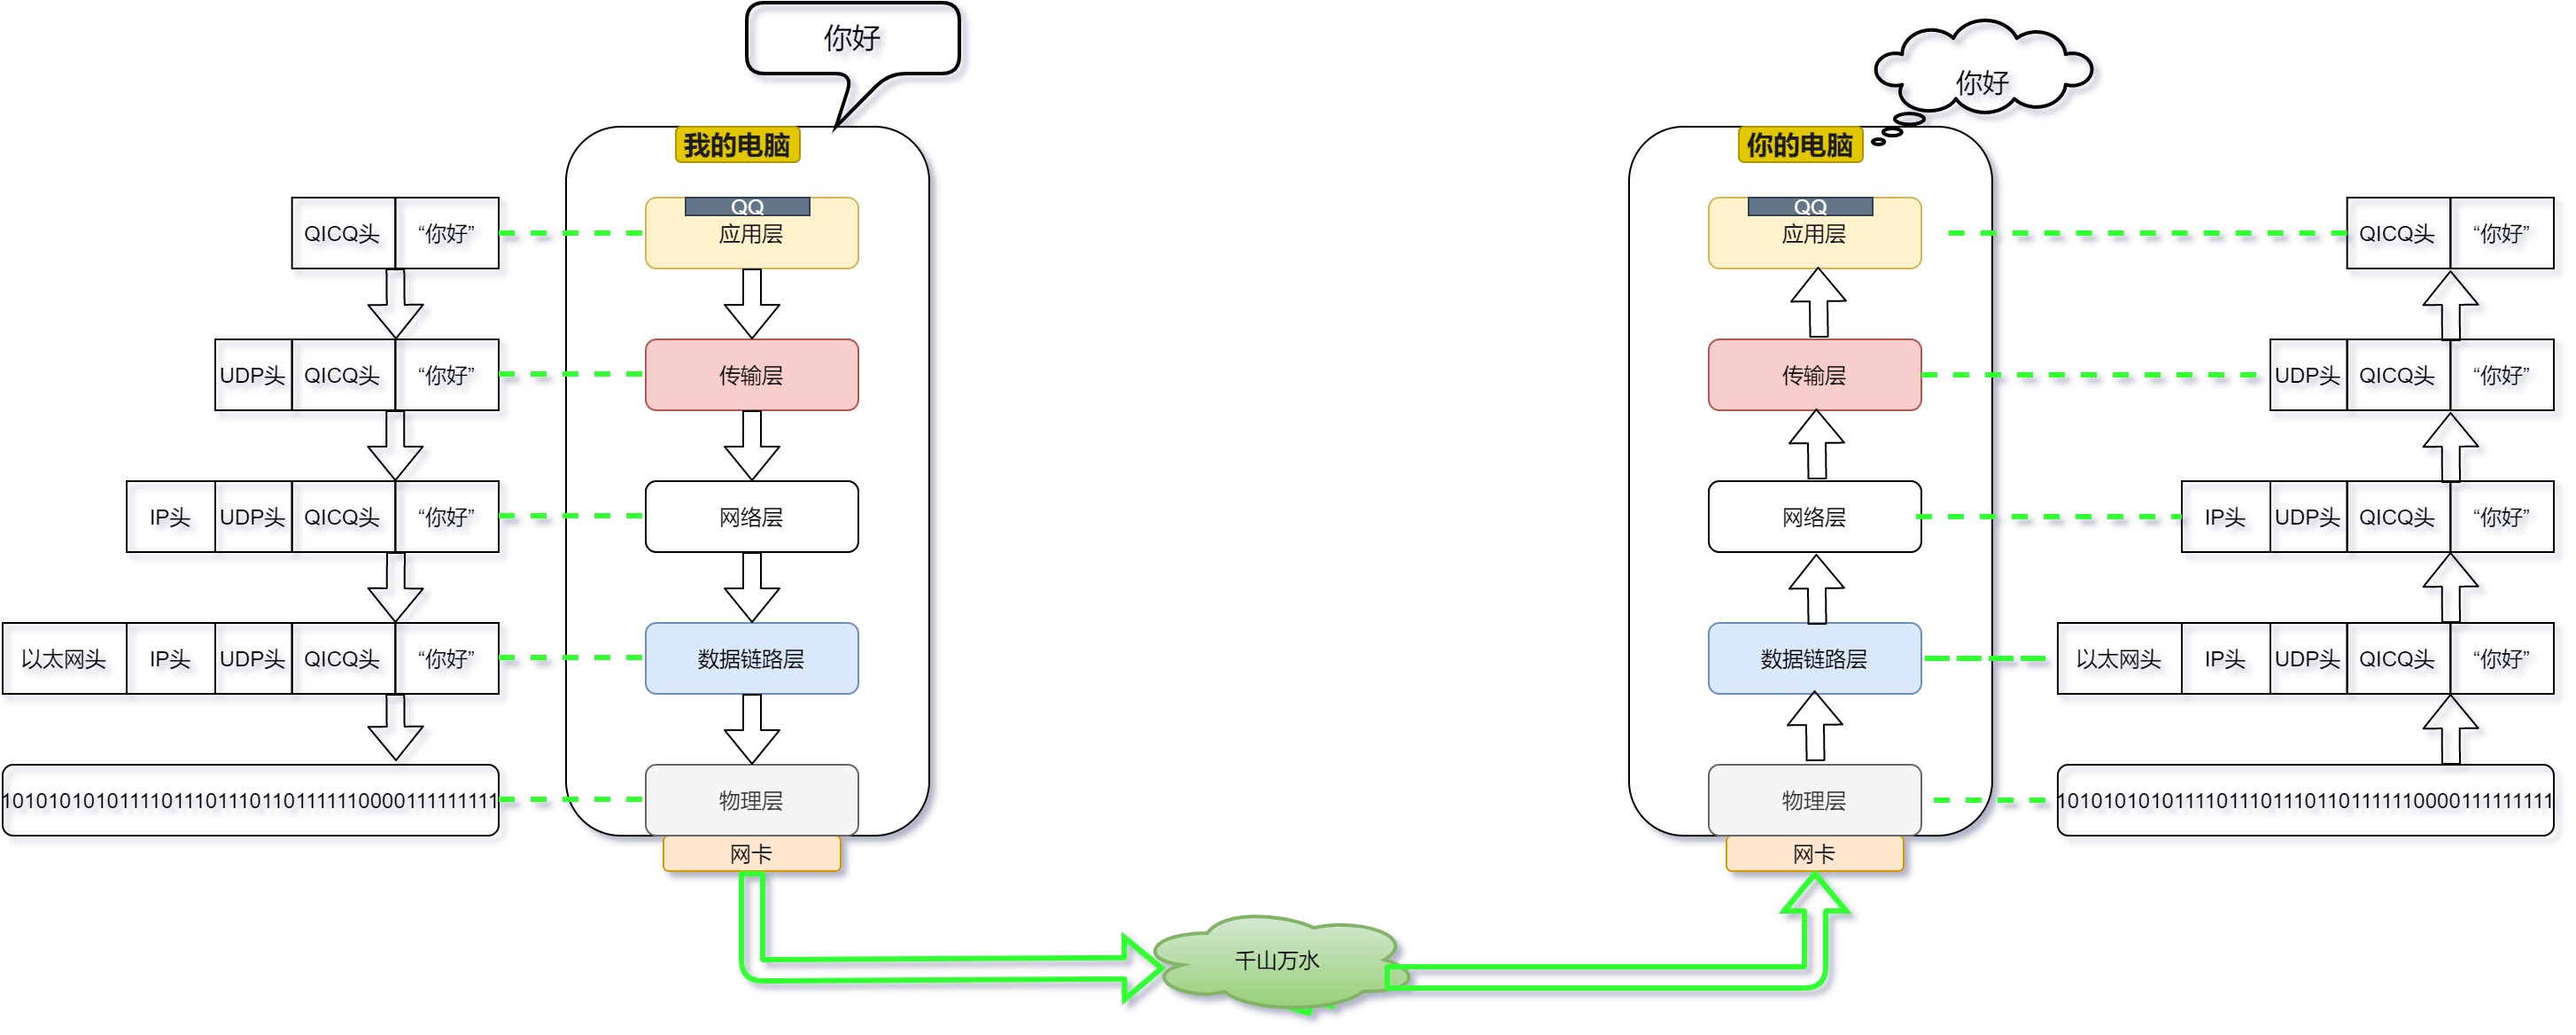 你好
你好
我的电脑
你的电脑
QICQ头 “你好”
QQ
应用层
QQ
应用层
QICQ头 “你好”
UDP头 QICQ头 “你好”
传输层
传输层
UDP头 QICQ头 “你好”
IP头 UDP头 QICQ头 “你好”
网络层
网络层
IP头 UDP头 QICQ头 “你好”
以太网头 IP头 UDP头 QICQ头 “你好”
数据链路层
数据链路层
以太网头 IP头 UDP头 QICQ头 “你好”
1010101010111101110111011011111110000111111111
物理层
物理层
1010101010111101110111011011111110000111111111
网卡
网卡
千山万水